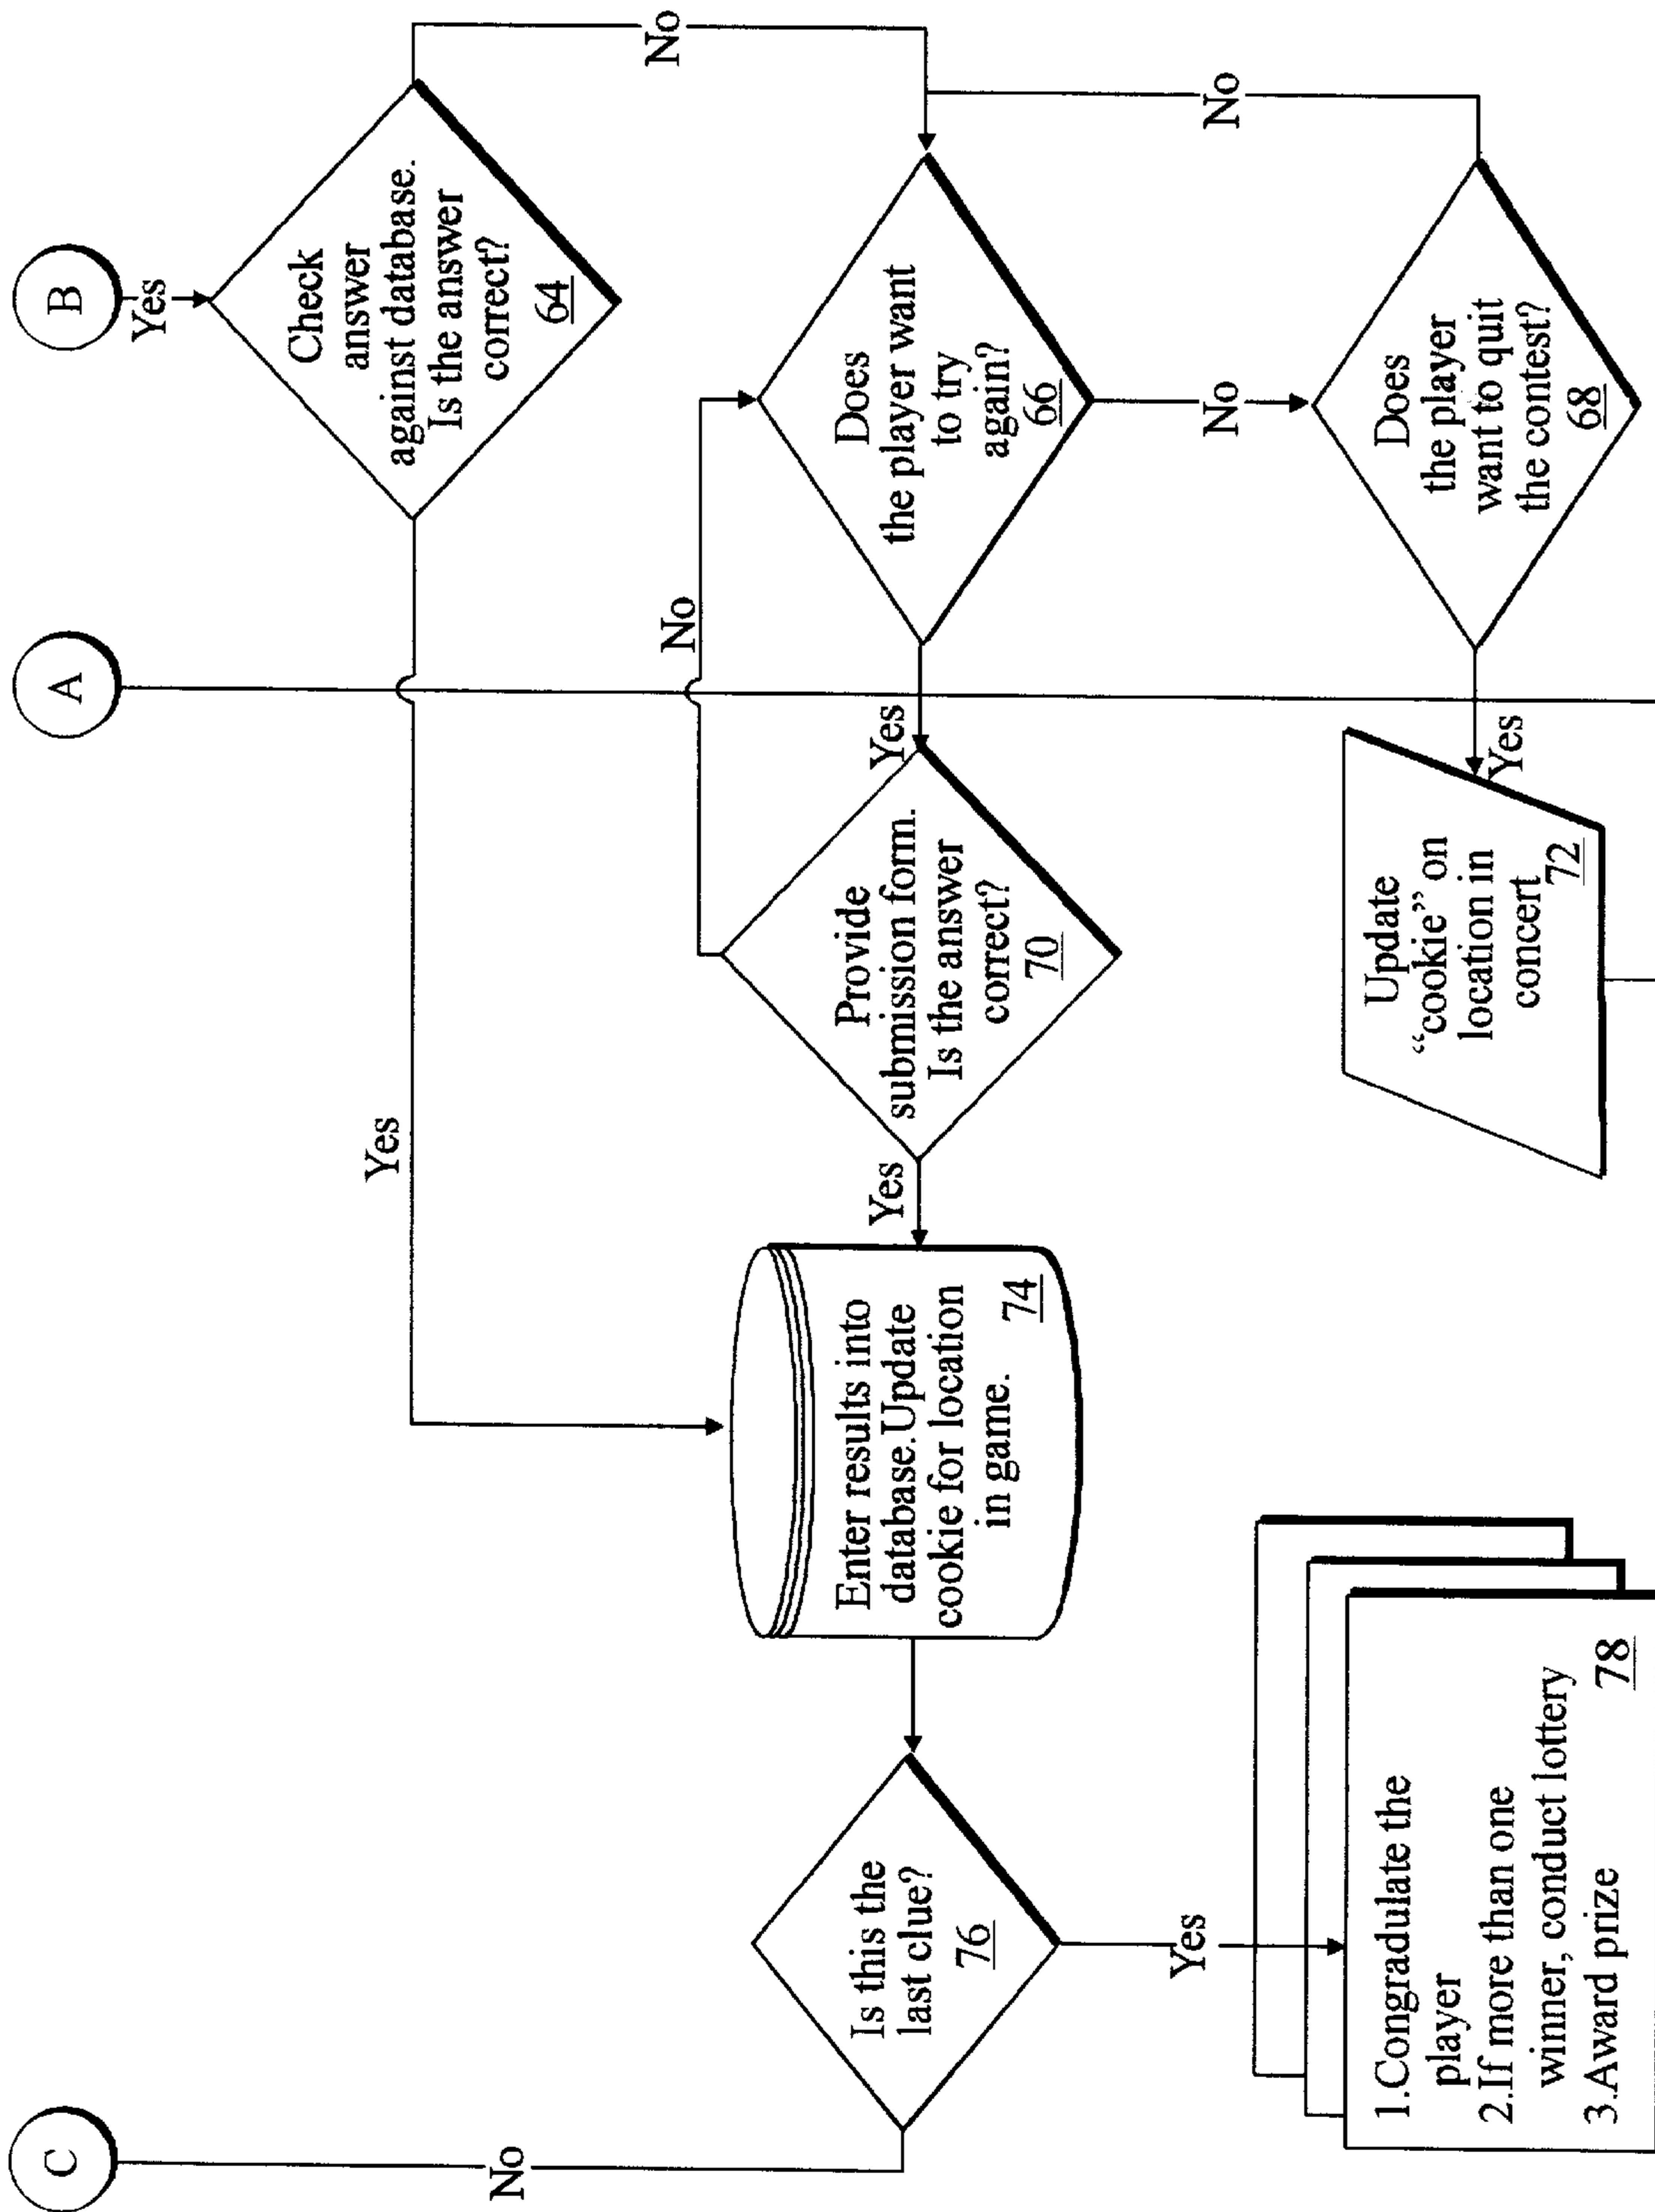 C
A
B
Yes
Check
answer
against database.
Is the answer
correct?
64
Yes
No
No
Is this the
last clue?
76
No
Enter results into
database.Update
cookie for location
in game.
74
Yes
Provide
submission form.
Is the answer
correct?
70
Yes
Does
the player want
to try
again?
66
No
No
Yes
1.Congradulate the
player
2.If more than one
winner, conduct lottery
3.Award prize
78
Update
“cookie” on
location in
concert
72
Yes
Does
the player
want to quit
the contest?
68
No